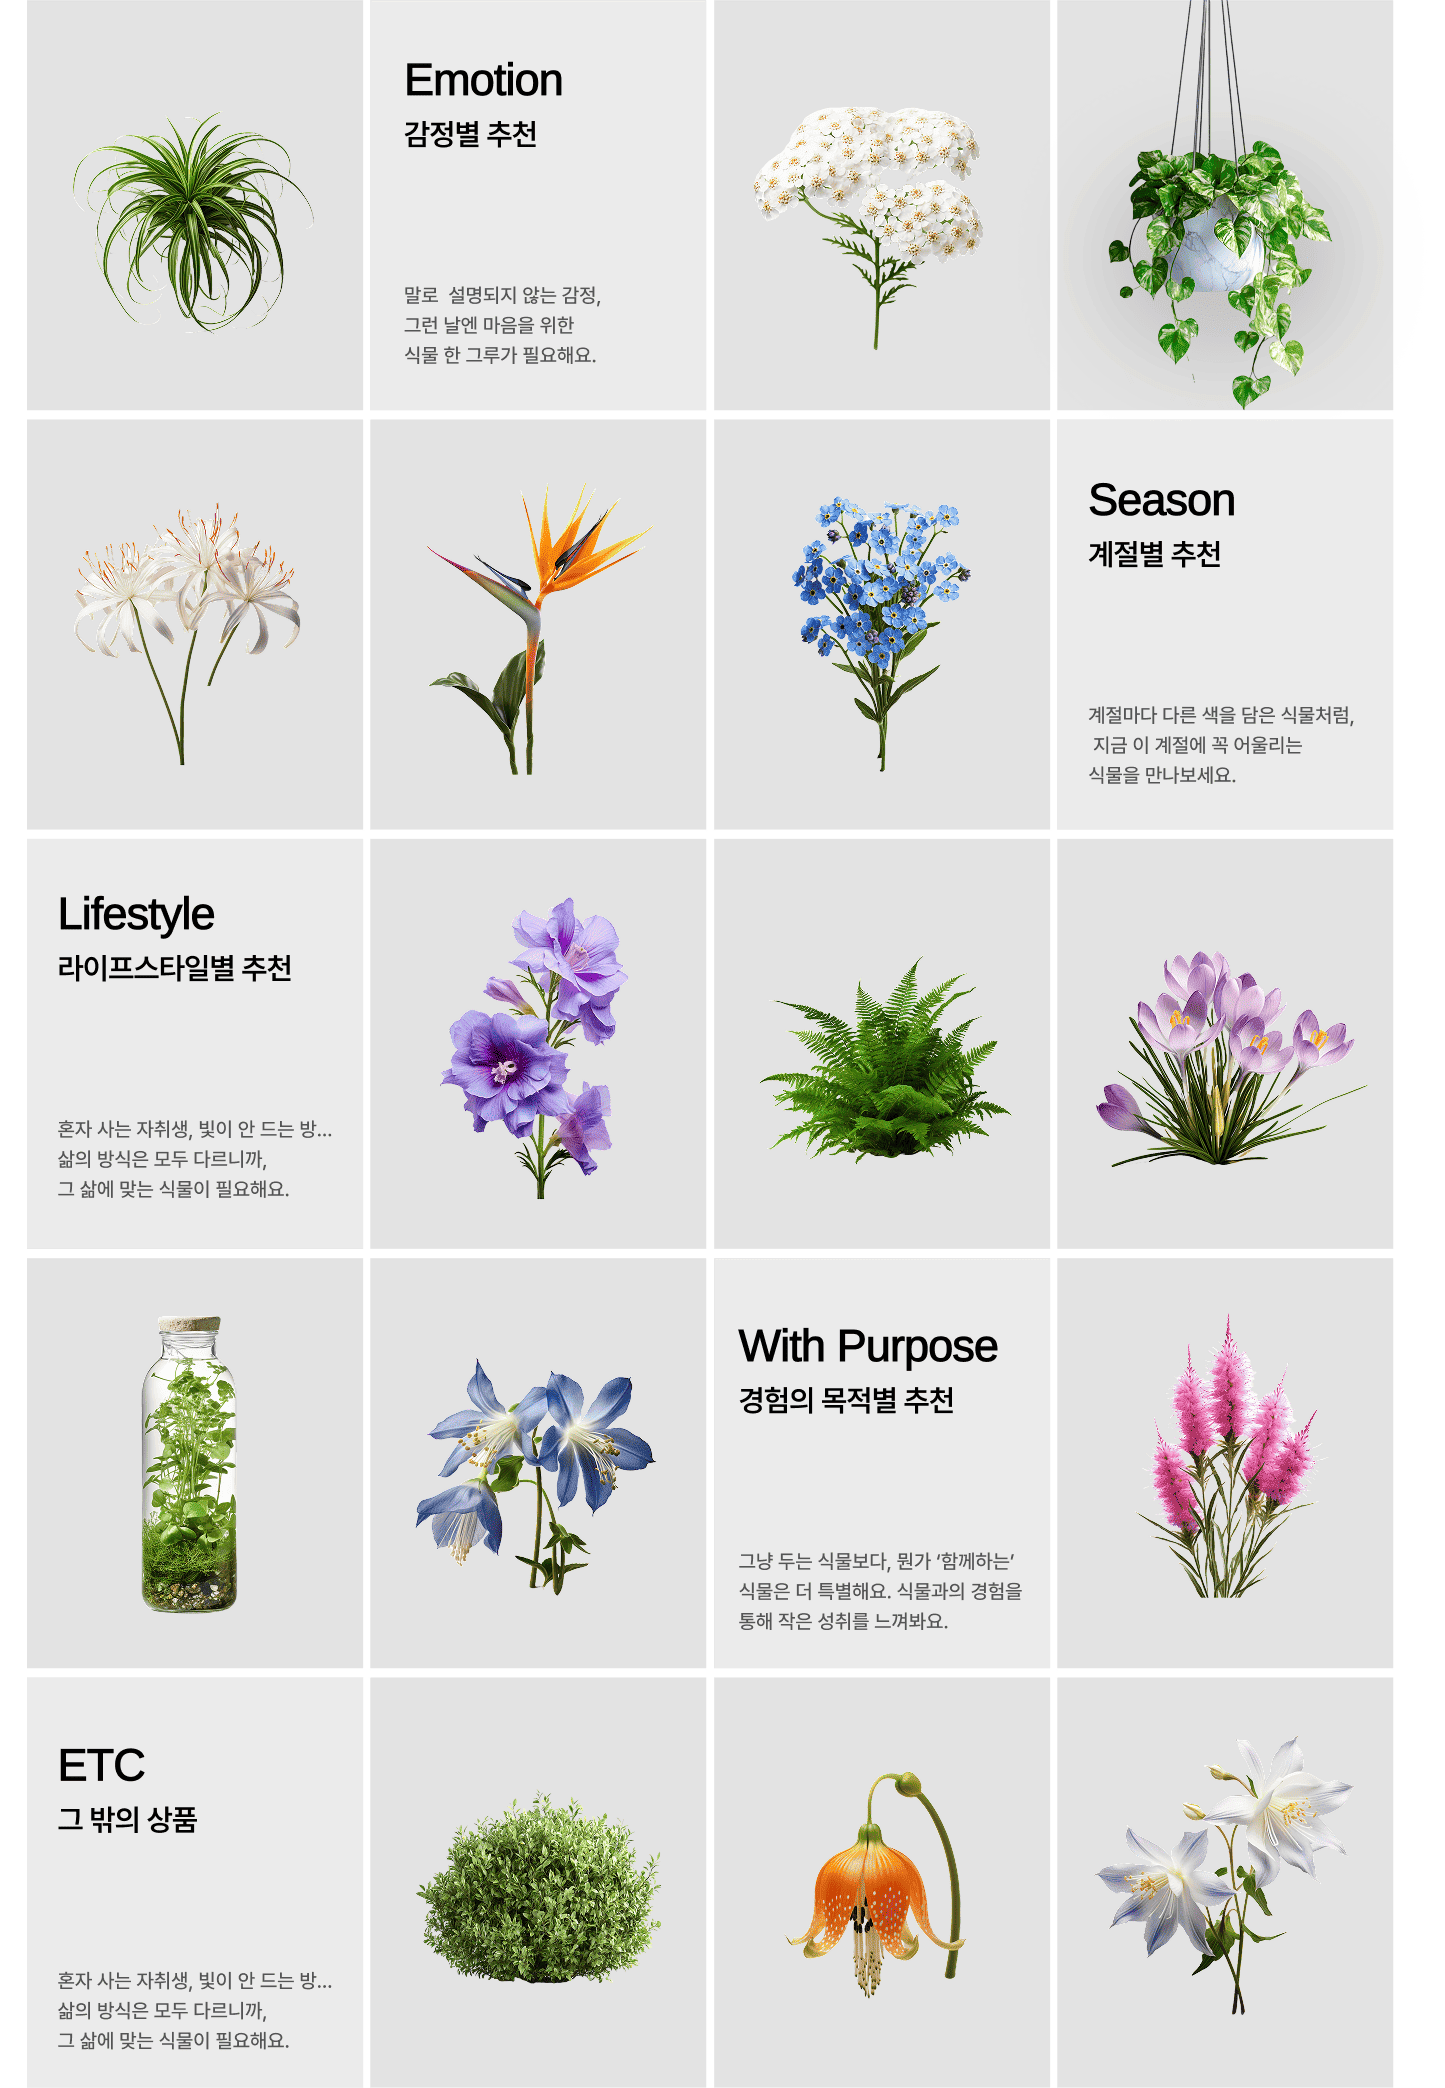 Emotion
감정별 추천
말로  설명되지 않는 감정,
그런 날엔 마음을 위한
식물 한 그루가 필요해요.
Season
계절별 추천
계절마다 다른 색을 담은 식물처럼,
지금 이 계절에 꼭 어울리는
식물을 만나보세요.
Lifestyle
라이프스타일별 추천
혼자 사는 자취생, 빛이 안 드는 방...
삶의 방식은 모두 다르니까,
그 삶에 맞는 식물이 필요해요.
With Purpose
경험의 목적별 추천
그냥 두는 식물보다, 뭔가 ‘함께하는’
식물은 더 특별해요. 식물과의 경험을
통해 작은 성취를 느껴봐요.
ETC
그 밖의 상품
혼자 사는 자취생, 빛이 안 드는 방...
삶의 방식은 모두 다르니까,
그 삶에 맞는 식물이 필요해요.